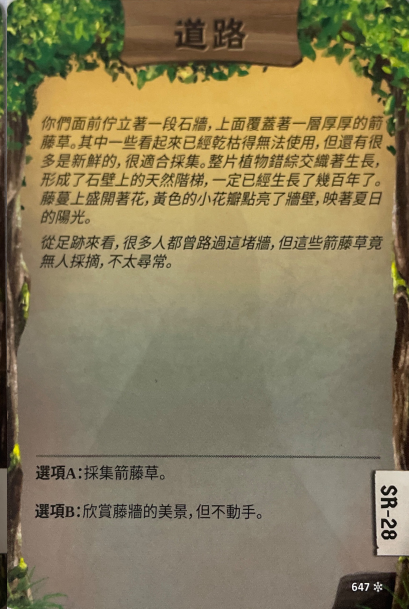 道路
你們面前佇立著一段石牆，上面覆蓋著一層厚厚的箭
藤草。其中一些看起來已經乾枯得無法使用，但還有很
多是新鮮的，很適合採集。整片植物錯綜交織著生長，
形成了石壁上的天然階梯，一定已經生長了幾百年了。
藤蔓上盛開著花，黃色的小花瓣點亮了牆壁，映著夏日
的陽光。
從足跡來看，很多人都曾路過這堵牆，但這些箭藤草竟
無人採摘，不太尋常。
選項A：採集箭藤草。
選項B：欣賞藤牆的美景，但不動手。
SR-28
647